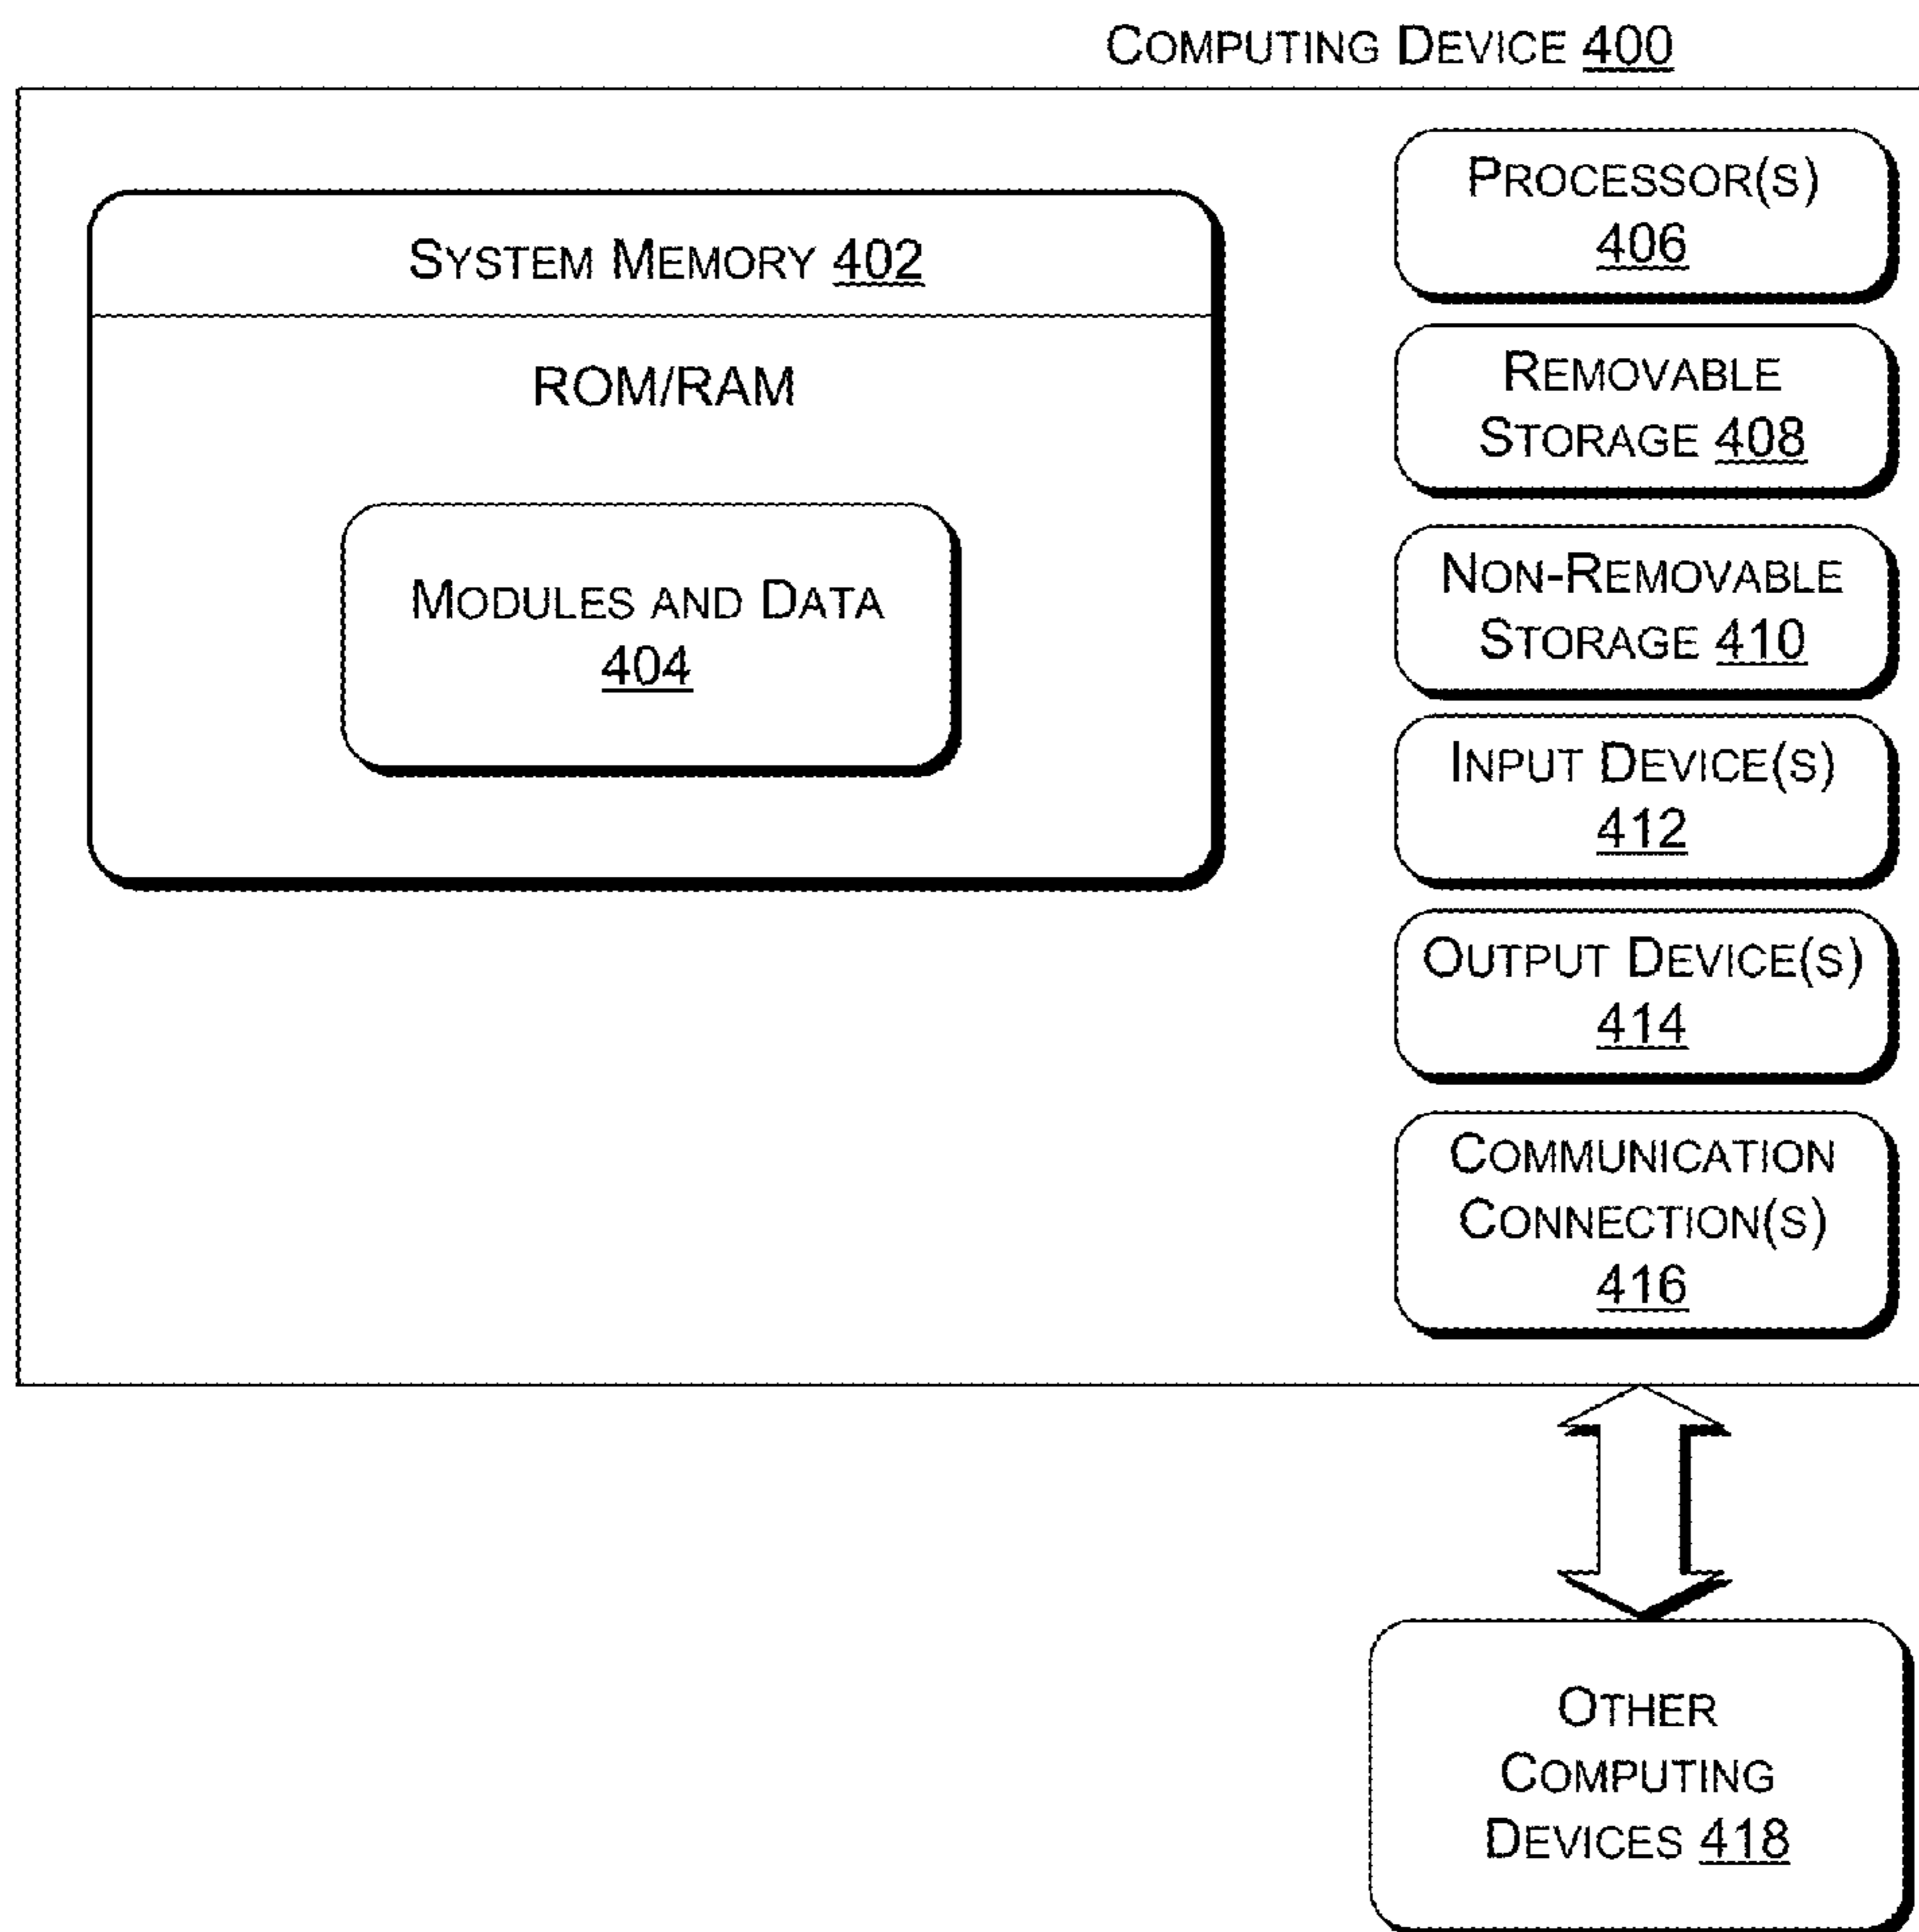 COMPUTING DEVICE 400
SYSTEM MEMORY 402
ROM/RAM
MODULES AND DATA
404
PROCESSOR(S)
406
REMOVABLE
STORAGE 408
NON-REMOVABLE
STORAGE 410
INPUT DEVICE(S)
412
OUTPUT DEVICE(S)
414
COMMUNICATION
CONNECTION(S)
416
OTHER
COMPUTING
DEVICES 418